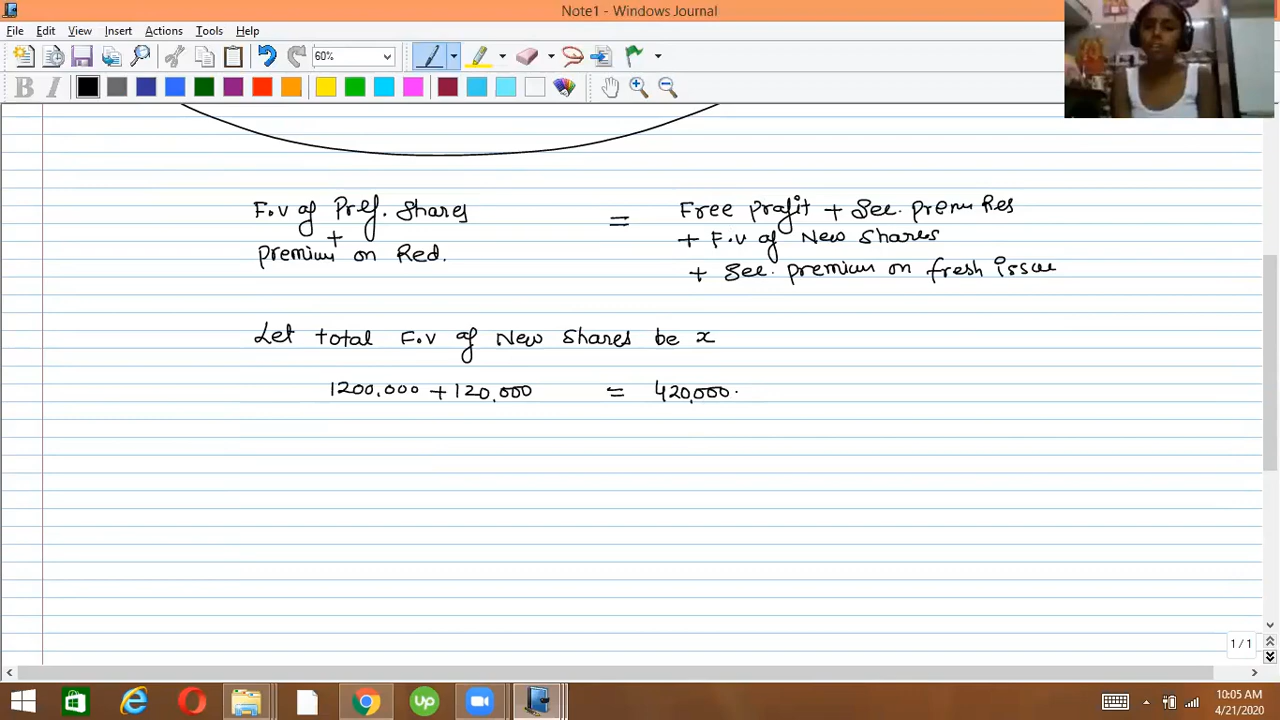 Note1 - Windows Journal
File Edit View Insert Actions Tools Help
60%
B I
F.v of Pref. Shares
+
premium on Red.
=
Free profit + Sec. premu Res
+ F.v of New Shares
+ Sec. premium on fresh issue
Let total F.v of New Shares be x
1200,000 + 120,000 = 420,000.
1 / 1
up
10:05 AM
4/21/2020